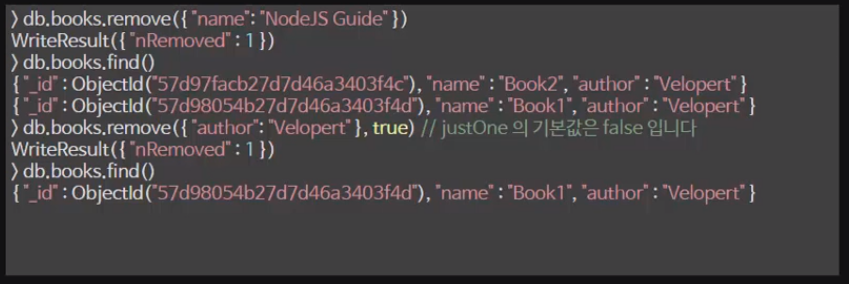 > db.books.remove({ "name": "NodeJS Guide" })
WriteResult({ "nRemoved" : 1 })
> db.books.find()
{ "_id" : ObjectId("57d97facb27d7d46a3403f4c"), "name" : "Book2", "author" : "Velopert" }
{ "_id" : ObjectId("57d98054b27d7d46a3403f4d"), "name" : "Book1", "author" : "Velopert" }
> db.books.remove({ "author": "Velopert" }, true) // justOne 의 기본값은 false 입니다
WriteResult({ "nRemoved" : 1 })
> db.books.find()
{ "_id" : ObjectId("57d98054b27d7d46a3403f4d"), "name" : "Book1", "author" : "Velopert" }